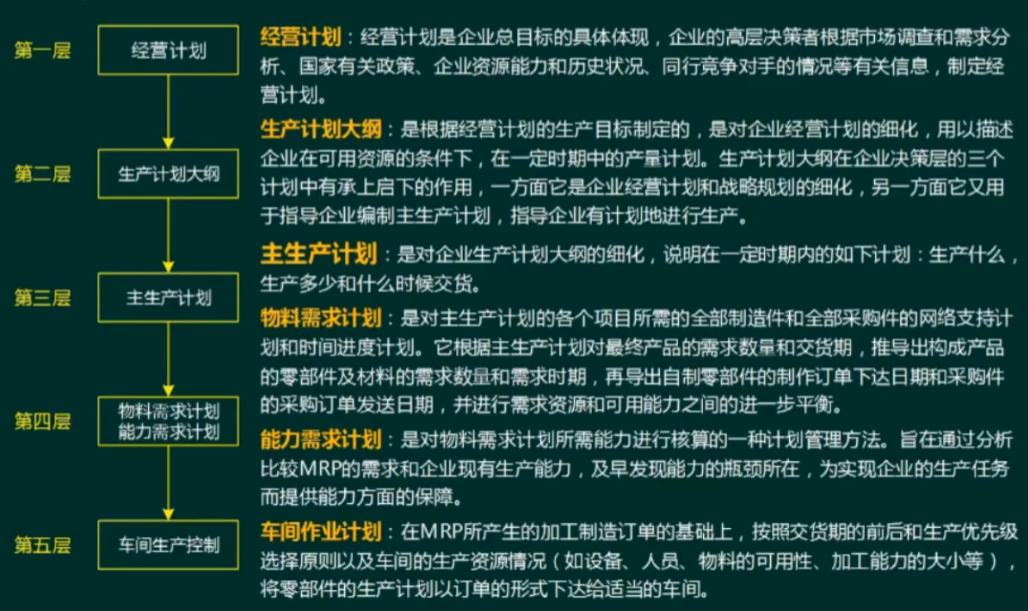 第一层
经营计划
经营计划：经营计划是企业总目标的具体体现，企业的高层决策者根据市场调查和需求分
析、国家有关政策、企业资源能力和历史状况、同行竞争对手的情况等有关信息，制定经
营计划。
第二层
生产计划大纲
生产计划大纲：是根据经营计划的生产目标制定的，是对企业经营计划的细化，用以描述
企业在可用资源的条件下，在一定时期中的产量计划。生产计划大纲在企业决策层的三个
计划中有承上启下的作用，一方面它是企业经营计划和战略规划的细化，另一方面它又用
于指导企业编制主生产计划，指导企业有计划地进行生产。
第三层
主生产计划
主生产计划：是对企业生产计划大纲的细化，说明在一定时期内的如下计划：生产什么，
生产多少和什么时候交货。
第四层
物料需求计划
能力需求计划
物料需求计划：是对主生产计划的各个项目所需的全部制造件和全部采购件的网络支持计
划和时间进度计划。它根据主生产计划对最终产品的需求数量和交货期，推导出构成产品
的零部件及材料的需求数量和需求时期，再导出自制零部件的制作订单下达日期和采购件
的采购订单发送日期，并进行需求资源和可用能力之间的进一步平衡。
能力需求计划：是对物料需求计划所需能力进行核算的一种计划管理方法。旨在通过分析
比较MRP的需求和企业现有生产能力，及早发现能力的瓶颈所在，为实现企业的生产任务
而提供能力方面的保障。
第五层
车间生产控制
车间作业计划：在MRP所产生的加工制造订单的基础上，按照交货期的前后和生产优先级
选择原则以及车间的生产资源情况（如设备、人员、物料的可用性、加工能力的大小等），
将零部件的生产计划以订单的形式下达给适当的车间。